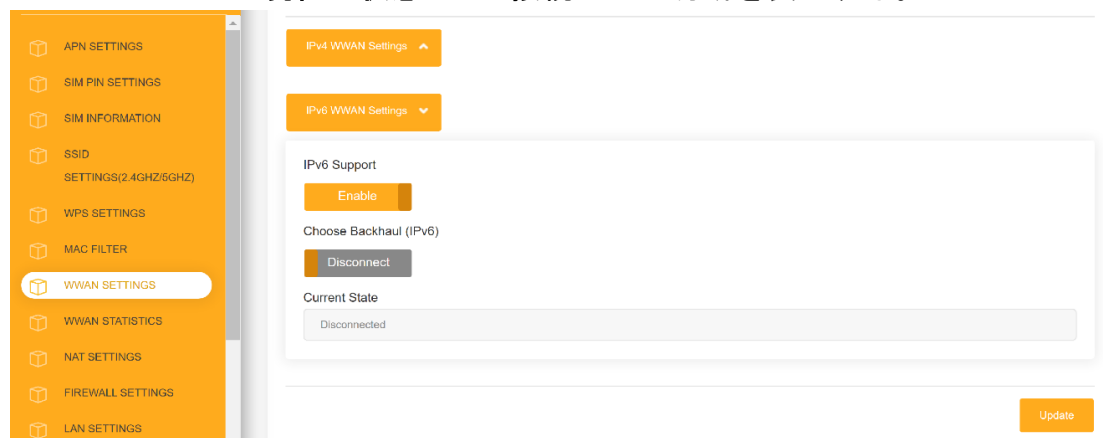 APN SETTINGS
SIM PIN SETTINGS
SIM INFORMATION
SSID
SETTINGS(2.4GHZ/5GHZ)
WPS SETTINGS
MAC FILTER
WWAN SETTINGS
WWAN STATISTICS
NAT SETTINGS
FIREWALL SETTINGS
LAN SETTINGS
IPv4 WWAN Settings
IPv6 WWAN Settings
IPv6 Support
Enable
Choose Backhaul (IPv6)
Disconnect
Current State
Disconnected
Update